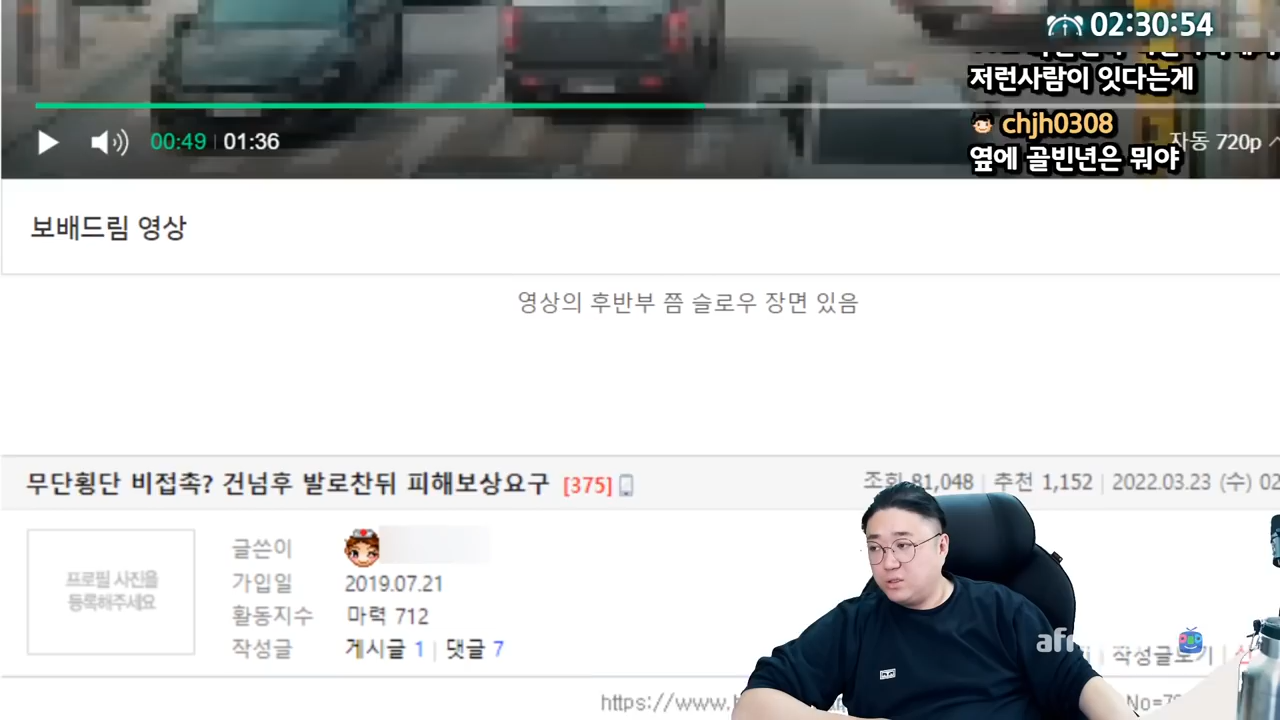 02:30:54
저런사람이 잇다는게
chjh0308
옆에 골빈년은 뭐야
00:49 01:36
자동 720p
보배드림 영상
영상의 후반부 쯤 슬로우 장면 있음
무단횡단 비접촉? 건넘후 발로찬뒤 피해보상요구 [375]
조회 81,048 | 추천 1,152 | 2022.03.23 (수) 02
프로필 사진을
등록해주세요
글쓴이
가입일 2019.07.21
활동지수 마력 712
작성글 게시글 1 | 댓글 7
작성글보기
https://www.